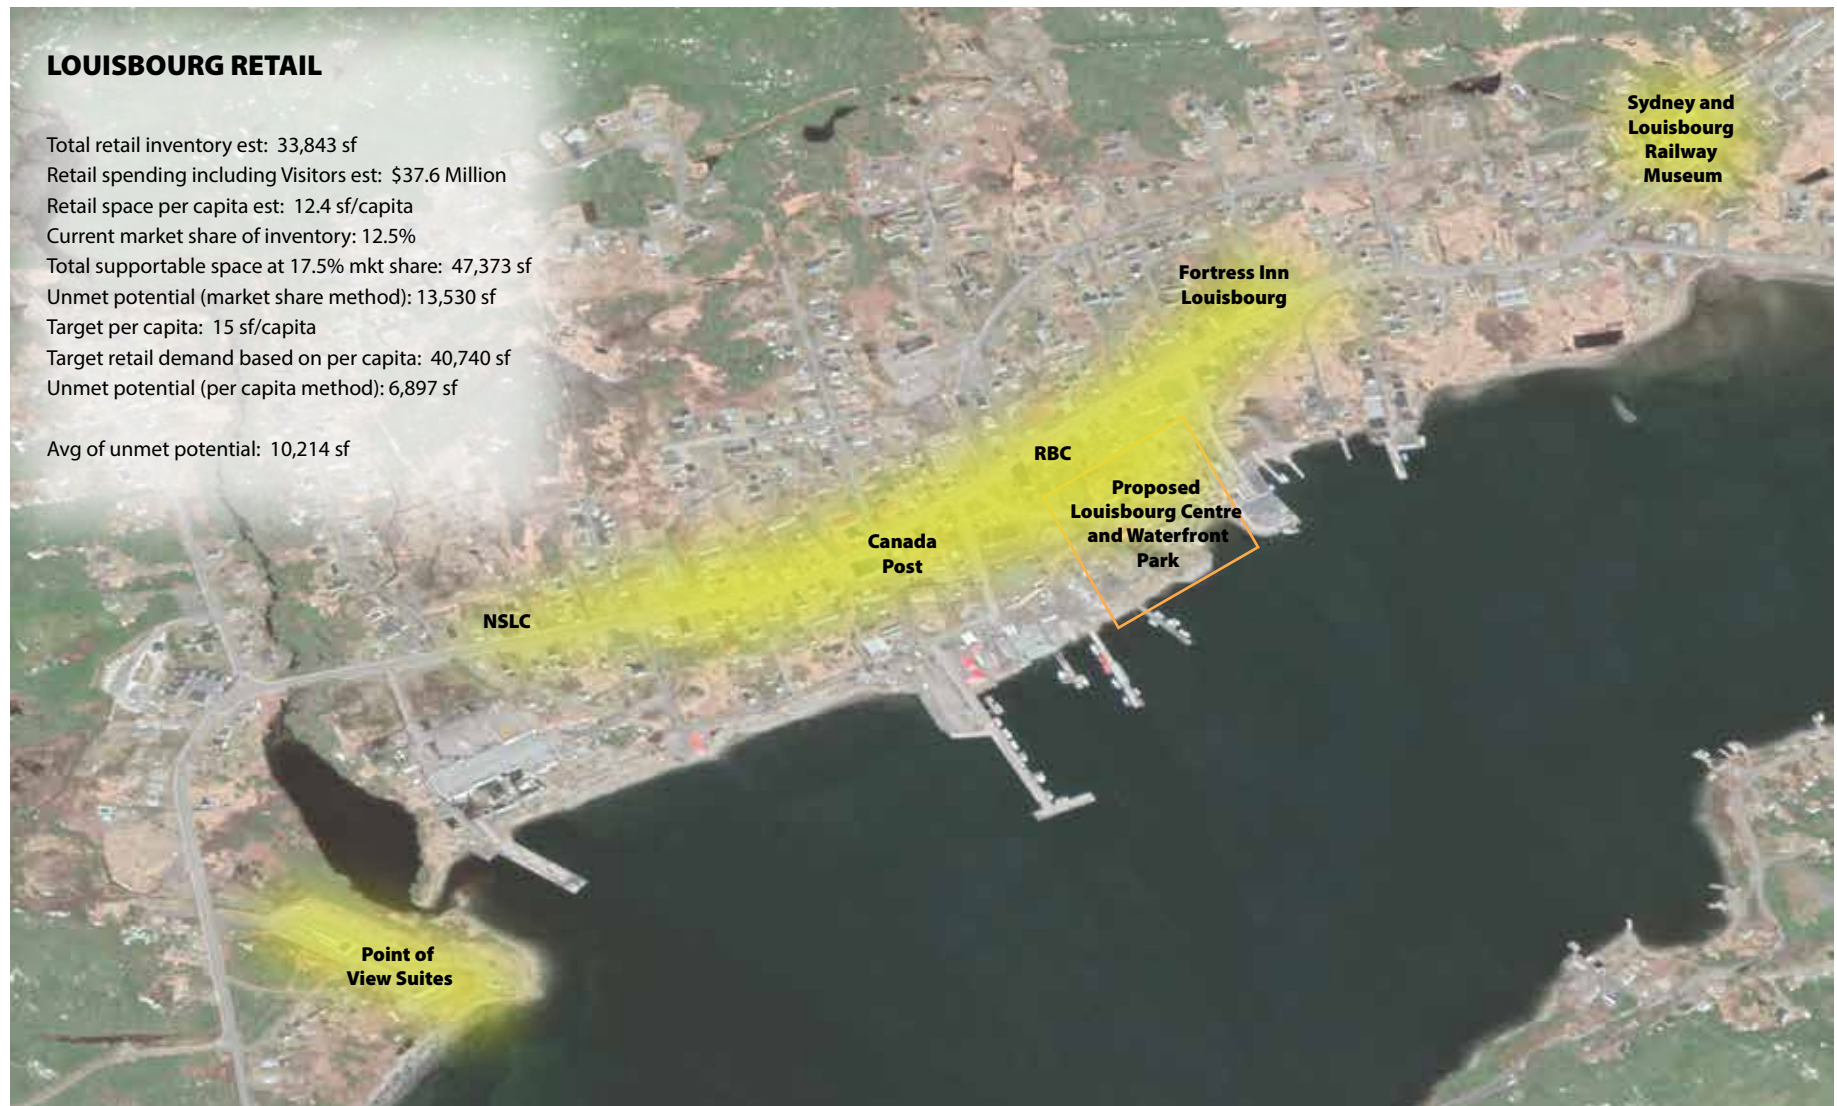 LOUISBOURG RETAIL
Total retail inventory est: 33,843 sf
Retail spending including Visitors est: $37.6 Million
Retail space per capita est: 12.4 sf/capita
Current market share of inventory: 12.5%
Total supportable space at 17.5% mkt share: 47,373 sf
Unmet potential (market share method): 13,530 sf
Target per capita: 15 sf/capita
Target retail demand based on per capita: 40,740 sf
Unmet potential (per capita method): 6,897 sf
Avg of unmet potential: 10,214 sf
Sydney and
Louisbourg
Railway
Museum
Fortress Inn
Louisbourg
RBC
Proposed
Louisbourg Centre
and Waterfront
Park
Canada
Post
NSLC
Point of
View Suites